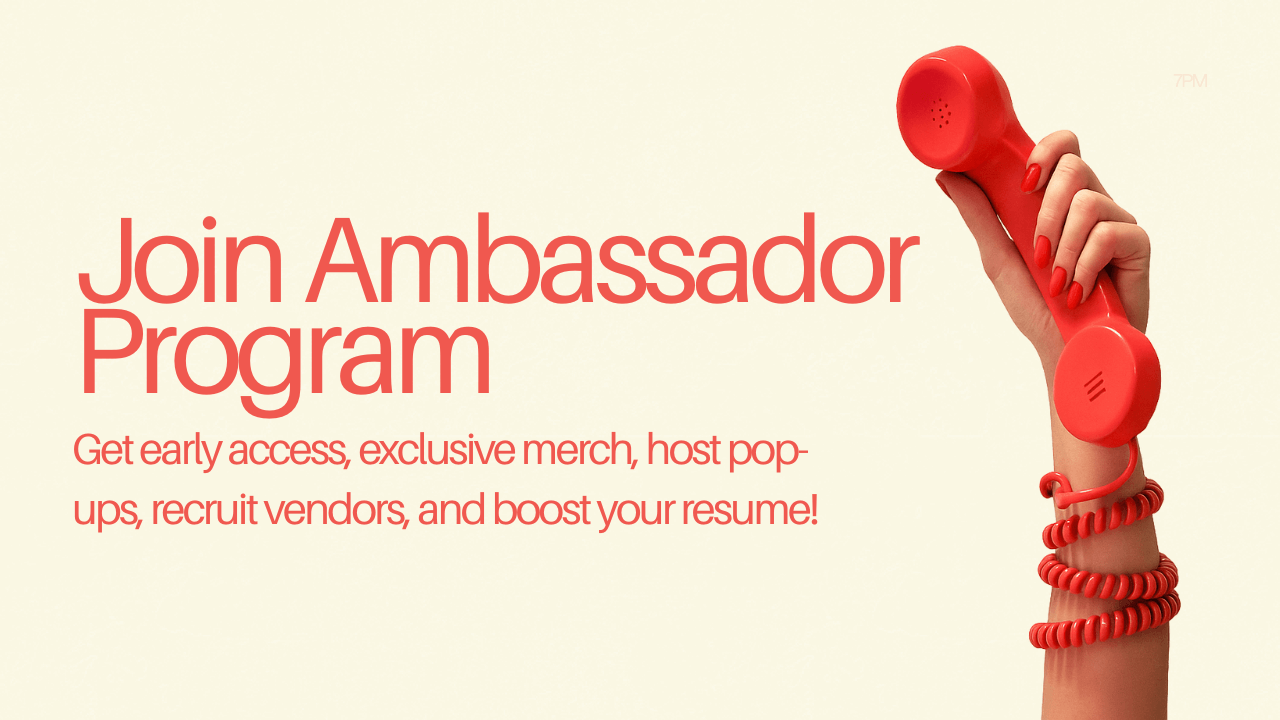 7PM
Join Ambassador
Program
Get early access, exclusive merch, host pop-
ups, recruit vendors, and boost your resume!